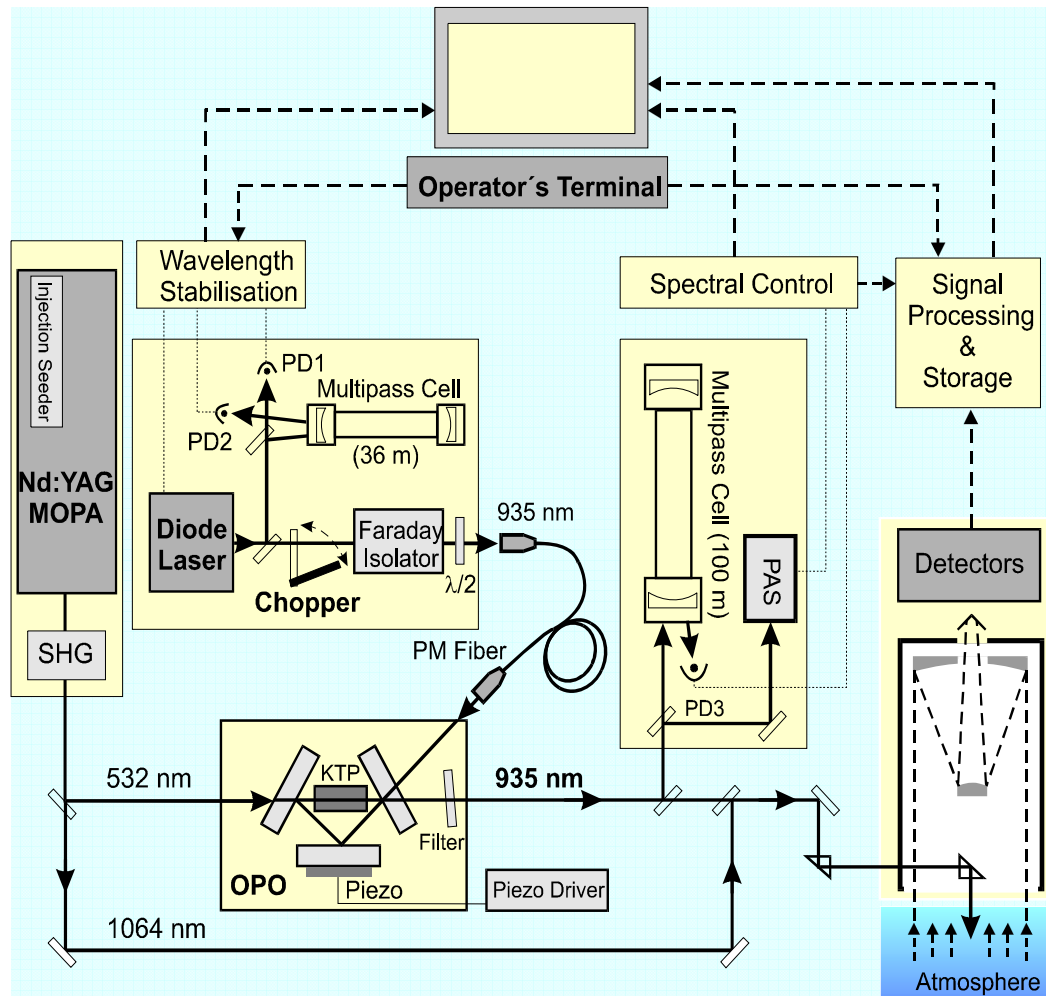 Operator´s Terminal
Wavelength
Stabilisation
Spectral Control
Signal
Processing
&
Storage
Injection Seeder
Nd:YAG
MOPA
SHG
PD1
PD2
Multipass Cell
(36 m)
Diode
Laser
Chopper
Faraday
Isolator
λ/2
935 nm
PM Fiber
Multipass Cell (100 m)
PAS
PD3
Detectors
532 nm
KTP
935 nm
Filter
OPO
Piezo
Piezo Driver
1064 nm
Atmosphere